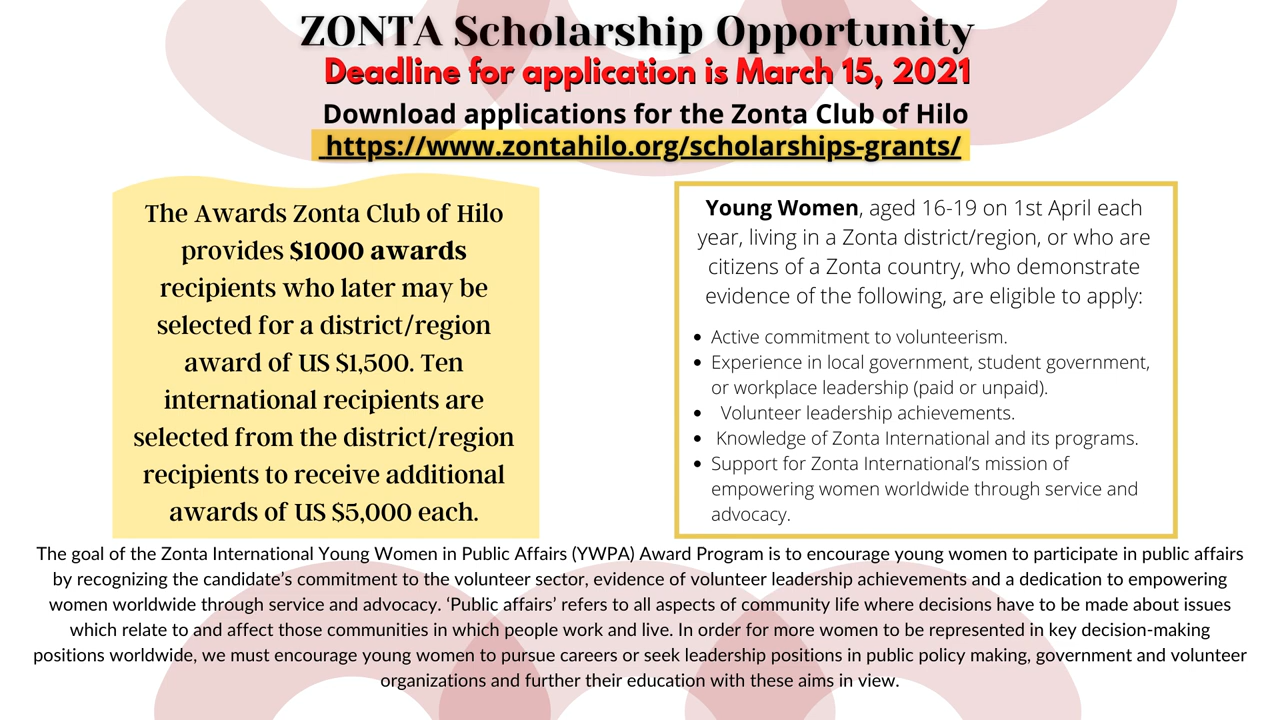 ZONTA Scholarship Opportunity
Deadline for application is March 15, 2021
Download applications for the Zonta Club of Hilo
https://www.zontahilo.org/scholarships-grants/
The Awards Zonta Club of Hilo
provides $1000 awards
recipients who later may be
selected for a district/region
award of US $1,500. Ten
international recipients are
selected from the district/region
recipients to receive additional
awards of US $5,000 each.
Young Women, aged 16-19 on 1st April each
year, living in a Zonta district/region, or who are
citizens of a Zonta country, who demonstrate
evidence of the following, are eligible to apply:
• Active commitment to volunteerism.
• Experience in local government, student government,
or workplace leadership (paid or unpaid).
• Volunteer leadership achievements.
• Knowledge of Zonta International and its programs.
• Support for Zonta International’s mission of
empowering women worldwide through service and
advocacy.
The goal of the Zonta International Young Women in Public Affairs (YWPA) Award Program is to encourage young women to participate in public affairs
by recognizing the candidate’s commitment to the volunteer sector, evidence of volunteer leadership achievements and a dedication to empowering
women worldwide through service and advocacy. ‘Public affairs’ refers to all aspects of community life where decisions have to be made about issues
which relate to and affect those communities in which people work and live. In order for more women to be represented in key decision-making
positions worldwide, we must encourage young women to pursue careers or seek leadership positions in public policy making, government and volunteer
organizations and further their education with these aims in view.